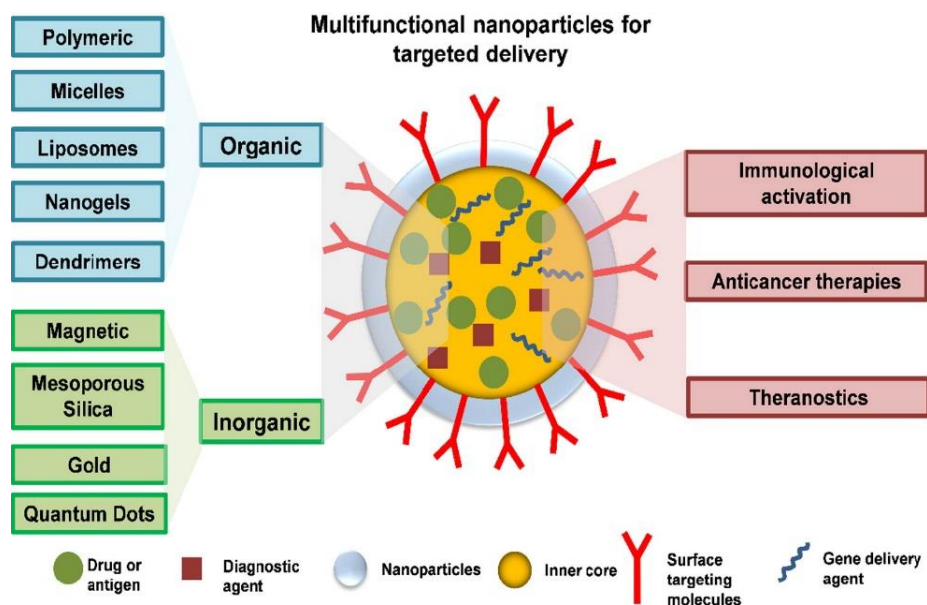 Multifunctional nanoparticles for
targeted delivery
Polymeric
Micelles
Liposomes
Nanogels
Dendrimers
Organic
Magnetic
Mesoporous
Silica
Gold
Quantum Dots
Inorganic
Immunological
activation
Anticancer therapies
Theranostics
Drug or
antigen
Diagnostic
agent
Nanoparticles
Inner core
Surface
targeting
molecules
Gene delivery
agent